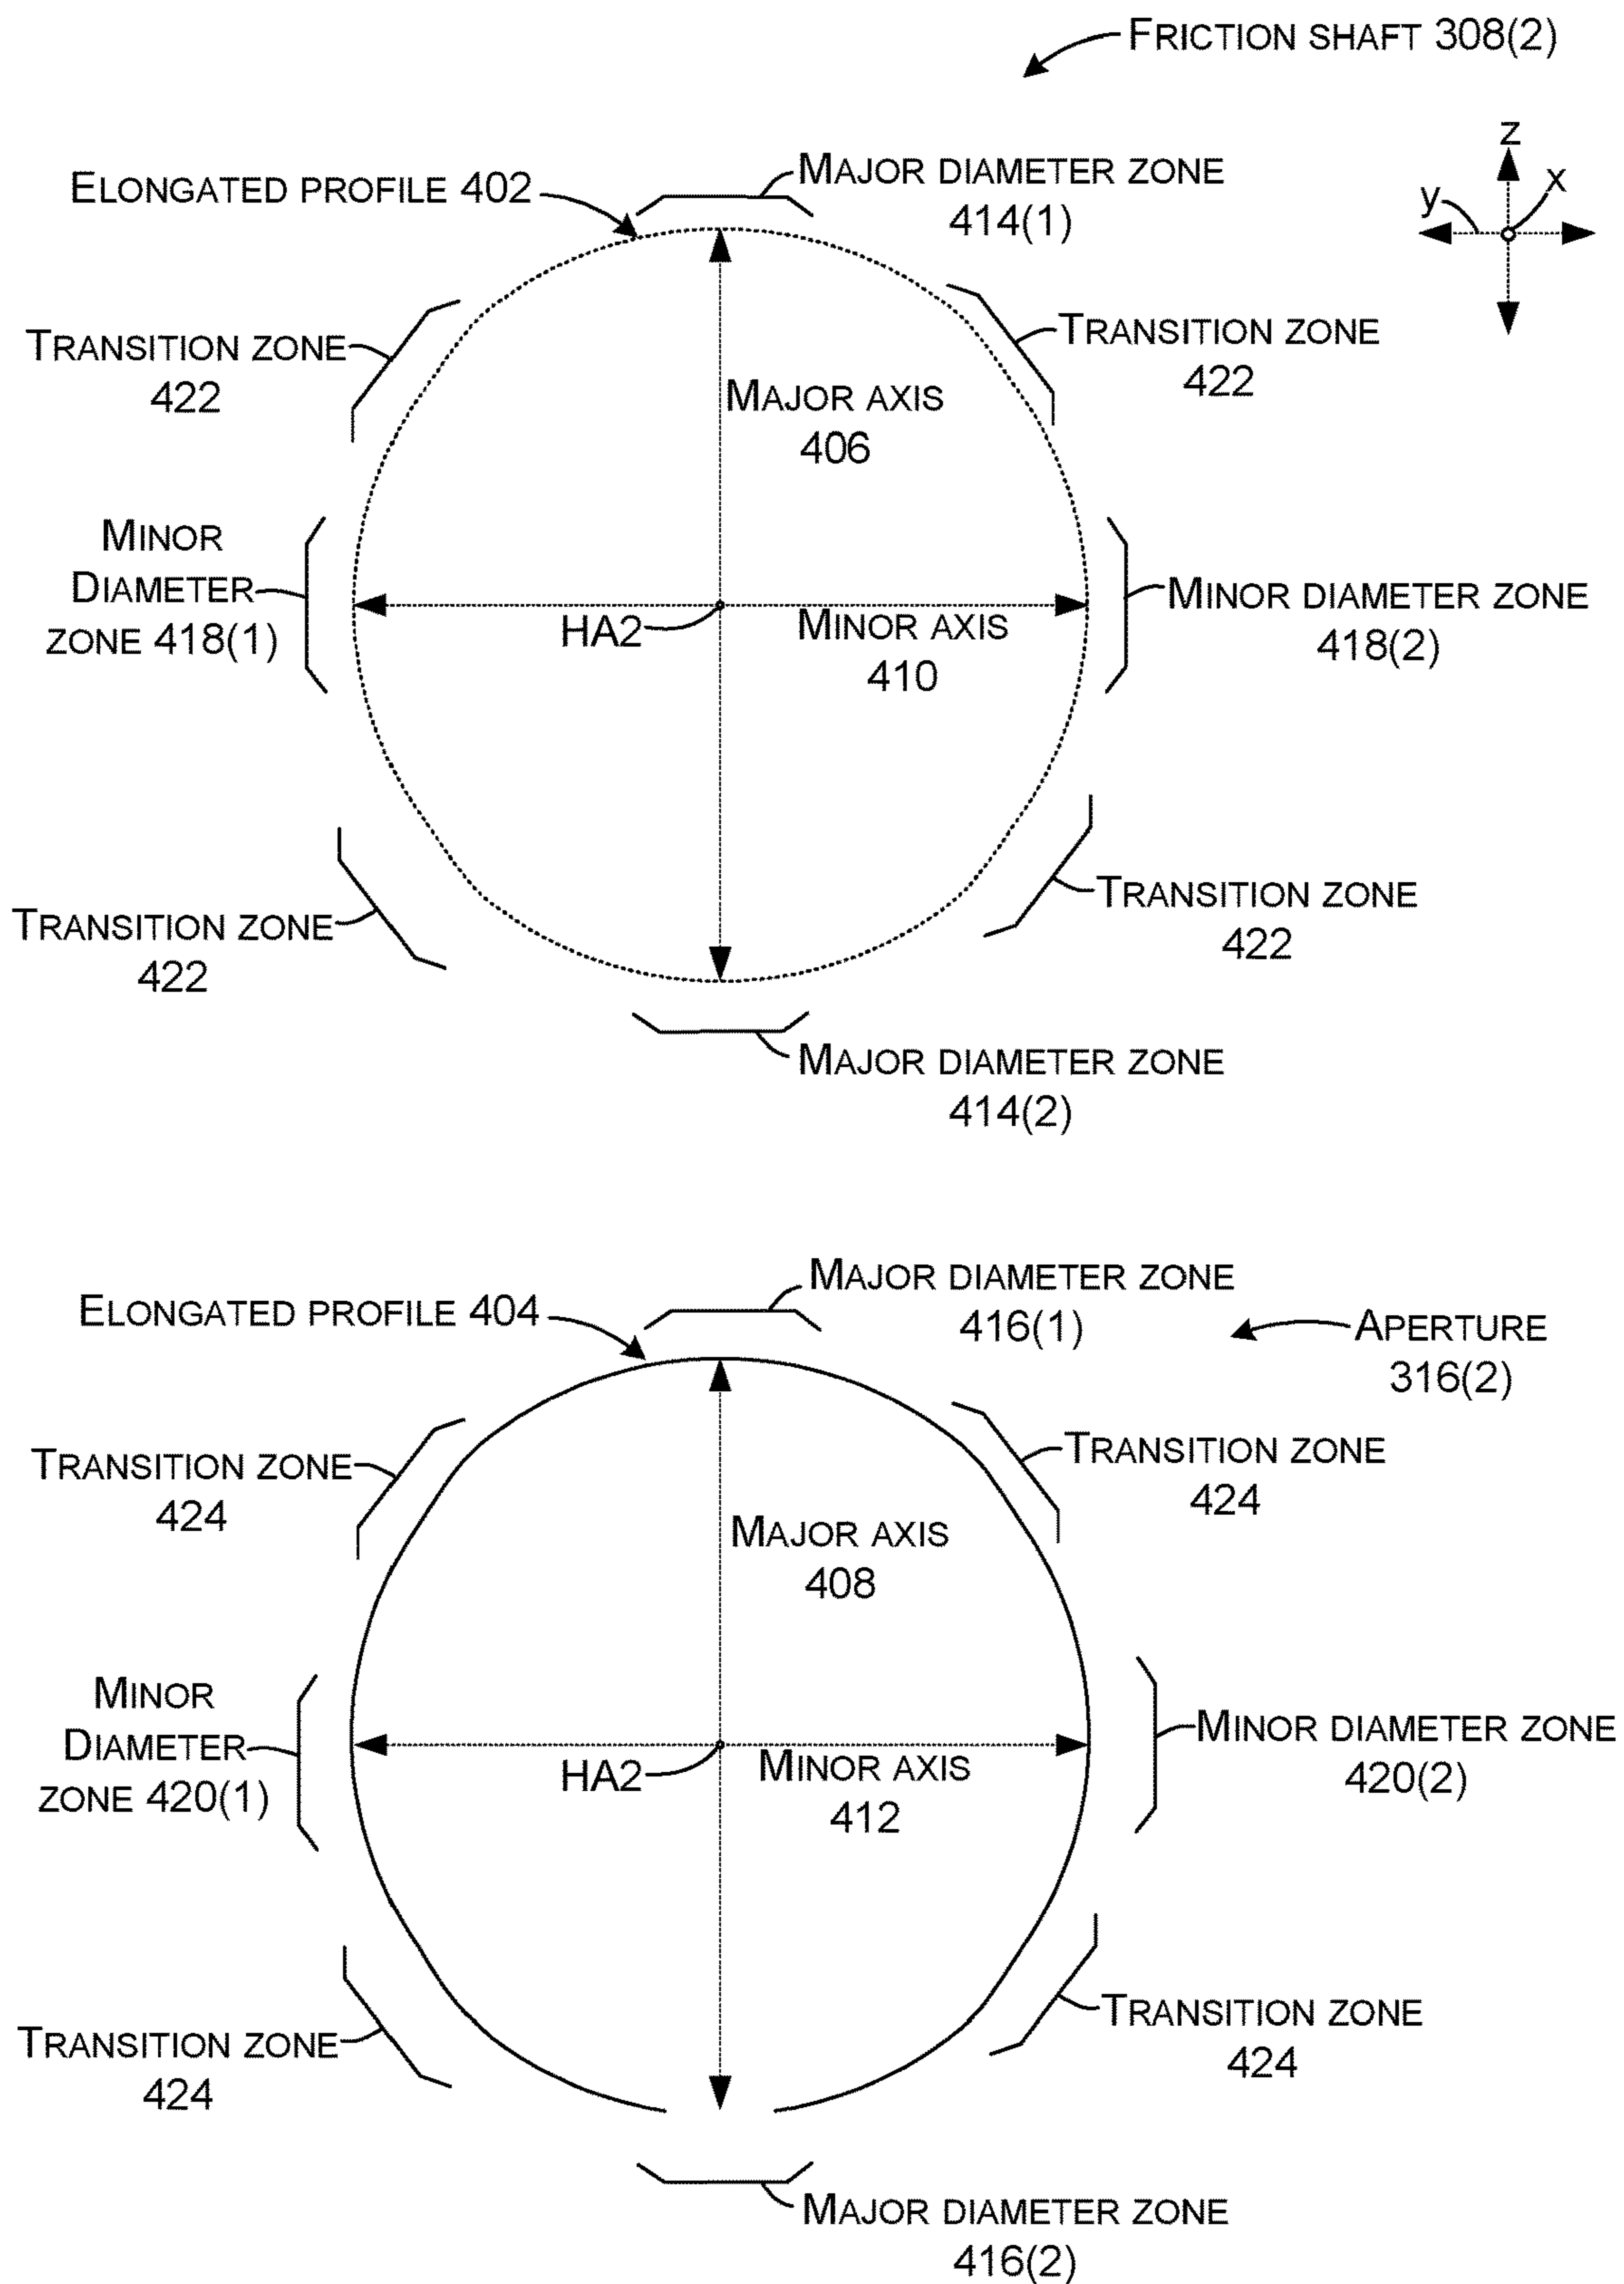 FRICTION SHAFT 308(2)
z
x
y
MAJOR DIAMETER ZONE
414(1)
ELONGATED PROFILE 402
TRANSITION ZONE
422
TRANSITION ZONE
422
MAJOR AXIS
406
MINOR
DIAMETER
ZONE 418(1)
HA2
MINOR AXIS
410
MINOR DIAMETER ZONE
418(2)
TRANSITION ZONE
422
TRANSITION ZONE
422
MAJOR DIAMETER ZONE
414(2)
MAJOR DIAMETER ZONE
416(1)
ELONGATED PROFILE 404
APERTURE
316(2)
TRANSITION ZONE
424
TRANSITION ZONE
424
MAJOR AXIS
408
MINOR
DIAMETER
ZONE 420(1)
HA2
MINOR AXIS
412
MINOR DIAMETER ZONE
420(2)
TRANSITION ZONE
424
TRANSITION ZONE
424
MAJOR DIAMETER ZONE
416(2)